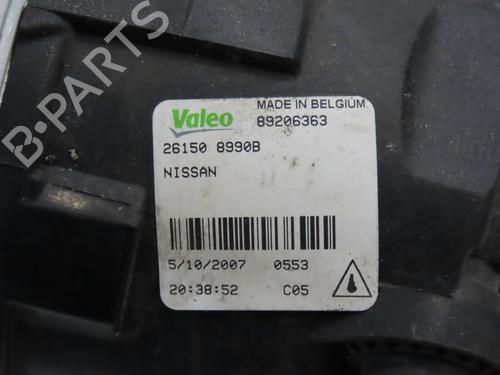 Valeo
MADE IN BELGIUM
89206363
26150 8990B
NISSAN
5/10/2007 0553
20:38:52 C05
B-PARTS